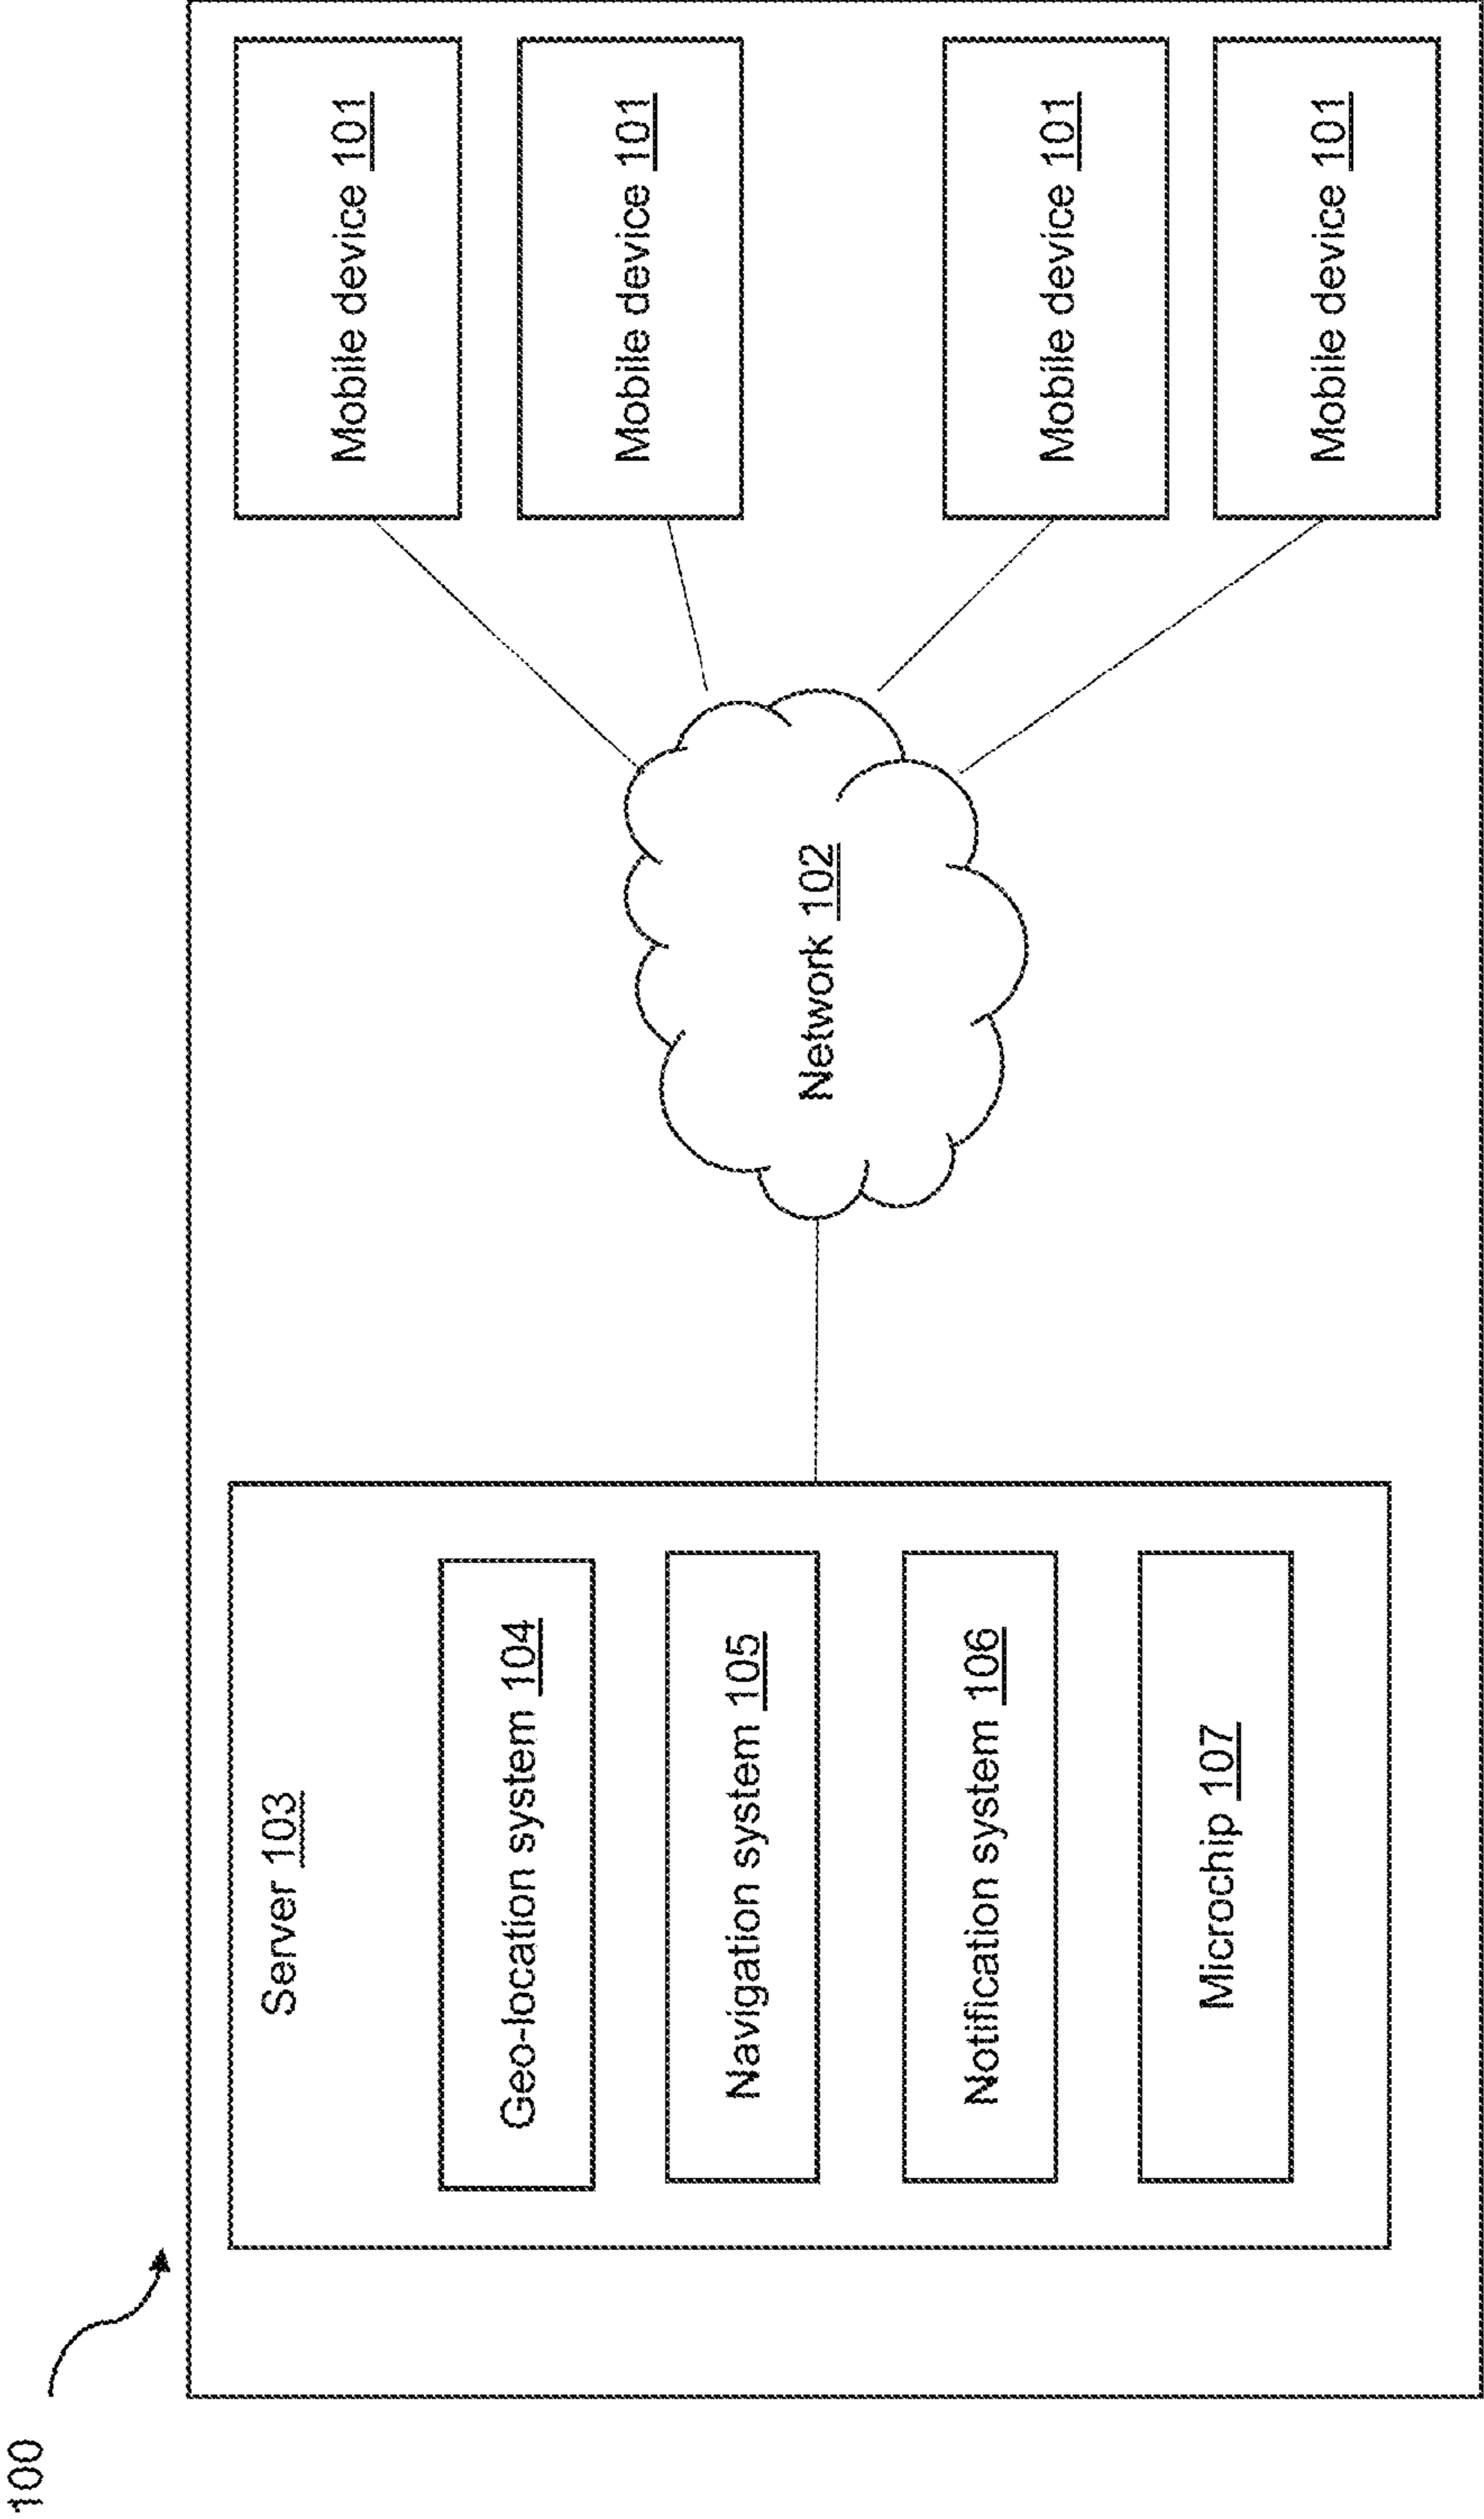 100
Server 103
Geo-location system 104
Navigation system 105
Notification system 106
Microchip 107
Network 102
Mobile device 101
Mobile device 101
Mobile device 101
Mobile device 101